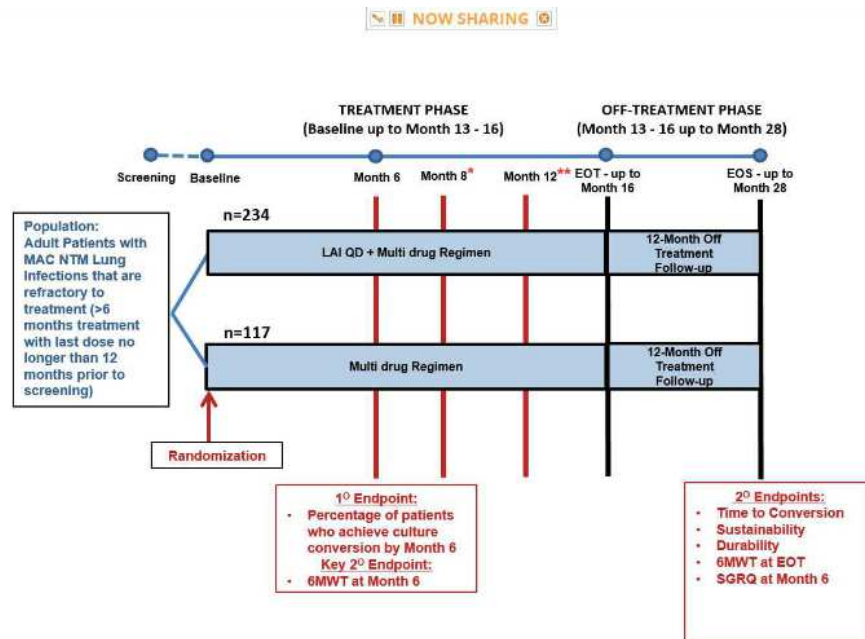 NOW SHARING
TREATMENT PHASE
(Baseline up to Month 13 - 16)
OFF-TREATMENT PHASE
(Month 13 - 16 up to Month 28)
Screening
Baseline
Month 6
Month 8*
Month 12**
EOT - up to
Month 16
EOS - up to
Month 28
Population:
Adult Patients with
MAC NTM Lung
Infections that are
refractory to
treatment (>6
months treatment
with last dose no
longer than 12
months prior to
screening)
n=234
LAI QD + Multi drug Regimen
12-Month Off
Treatment
Follow-up
n=117
Multi drug Regimen
12-Month Off
Treatment
Follow-up
Randomization
1⁰ Endpoint:
• Percentage of patients
who achieve culture
conversion by Month 6
Key 2⁰ Endpoint:
• 6MWT at Month 6
2⁰ Endpoints:
• Time to Conversion
• Sustainability
• Durability
• 6MWT at EOT
• SGRQ at Month 6